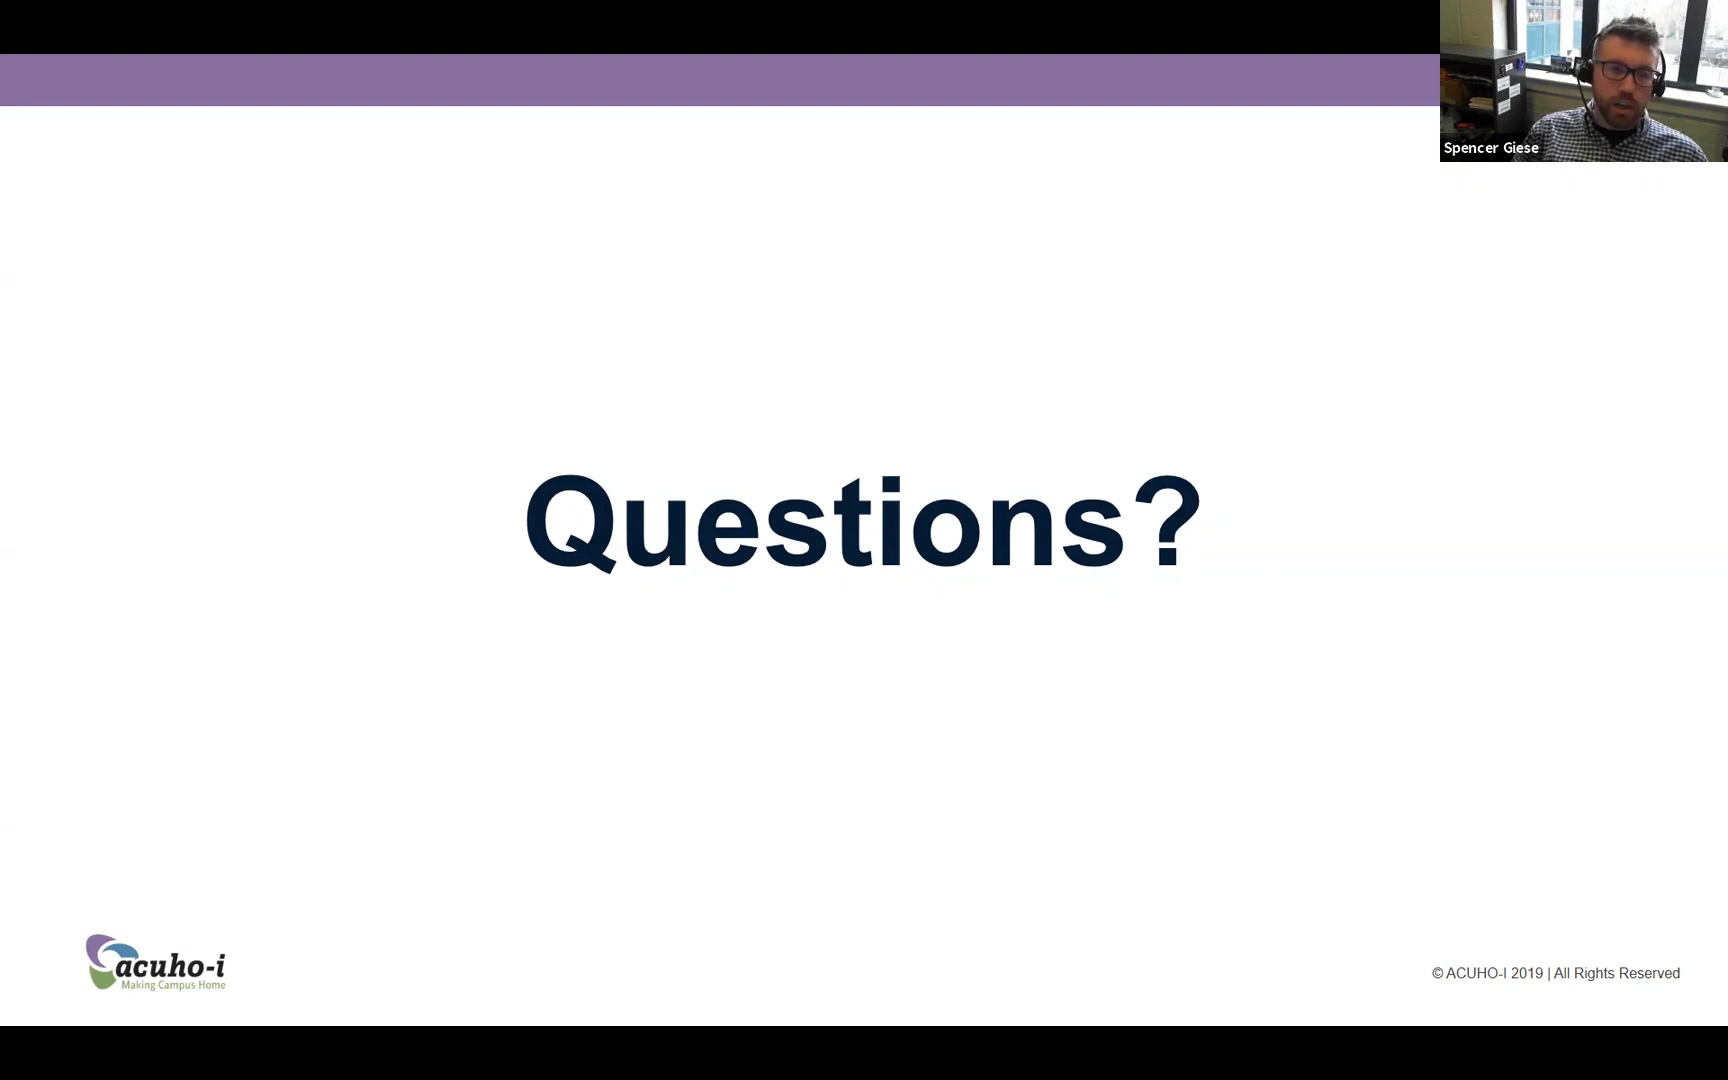 Spencer Giese
Questions?
acuho-i
Making Campus Home
© ACUHO-I 2019 | All Rights Reserved